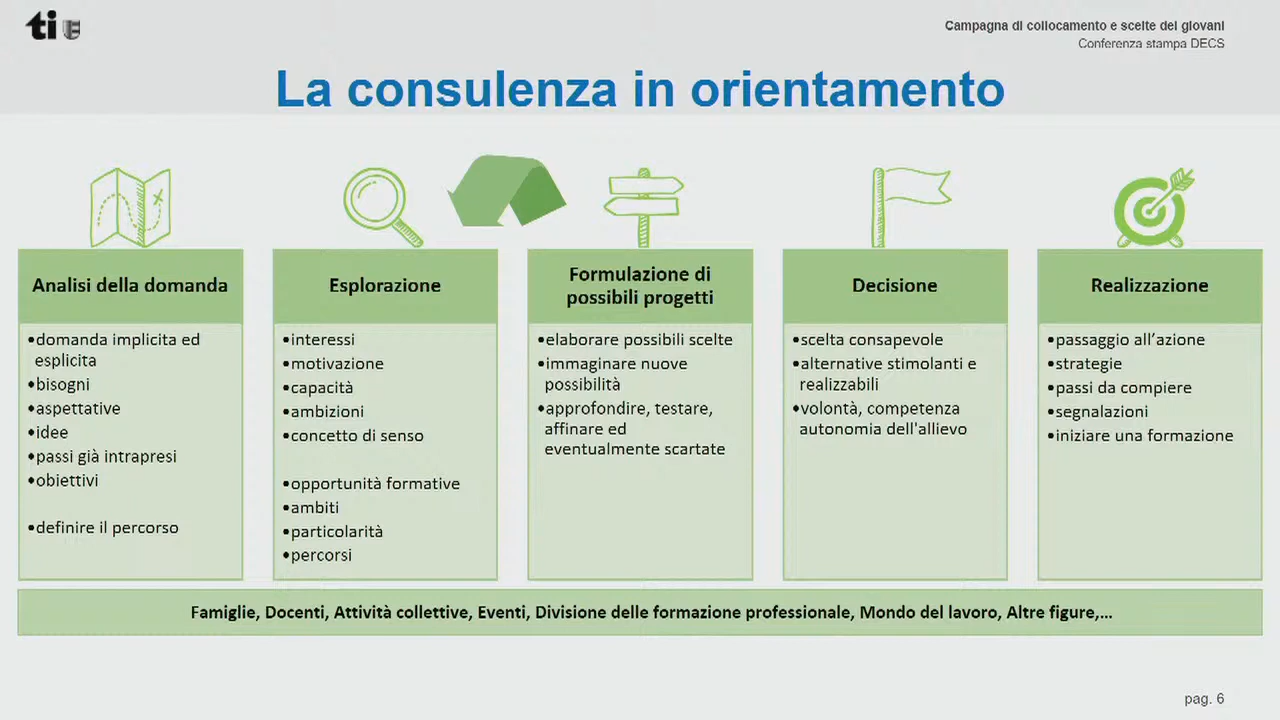 ti
Campagna di collocamento e scelte dei giovani
Conferenza stampa DECS
La consulenza in orientamento
Analisi della domanda
•domanda implicita ed
esplicita
•bisogni
•aspettative
•idee
•passi già intrapresi
•obiettivi
•definire il percorso
Esplorazione
•interessi
•motivazione
•capacità
•ambizioni
•concetto di senso
•opportunità formative
•ambiti
•particolarità
•percorsi
Formulazione di
possibili progetti
•elaborare possibili scelte
•immaginare nuove
possibilità
•approfondire, testare,
affinare ed
eventualmente scartate
Decisione
•scelta consapevole
•alternative stimolanti e
realizzabili
•volontà, competenza
autonomia dell'allievo
Realizzazione
•passaggio all'azione
•strategie
•passi da compiere
•segnalazioni
•iniziare una formazione
Famiglie, Docenti, Attività collettive, Eventi, Divisione delle formazione professionale, Mondo del lavoro, Altre figure,...
pag. 6